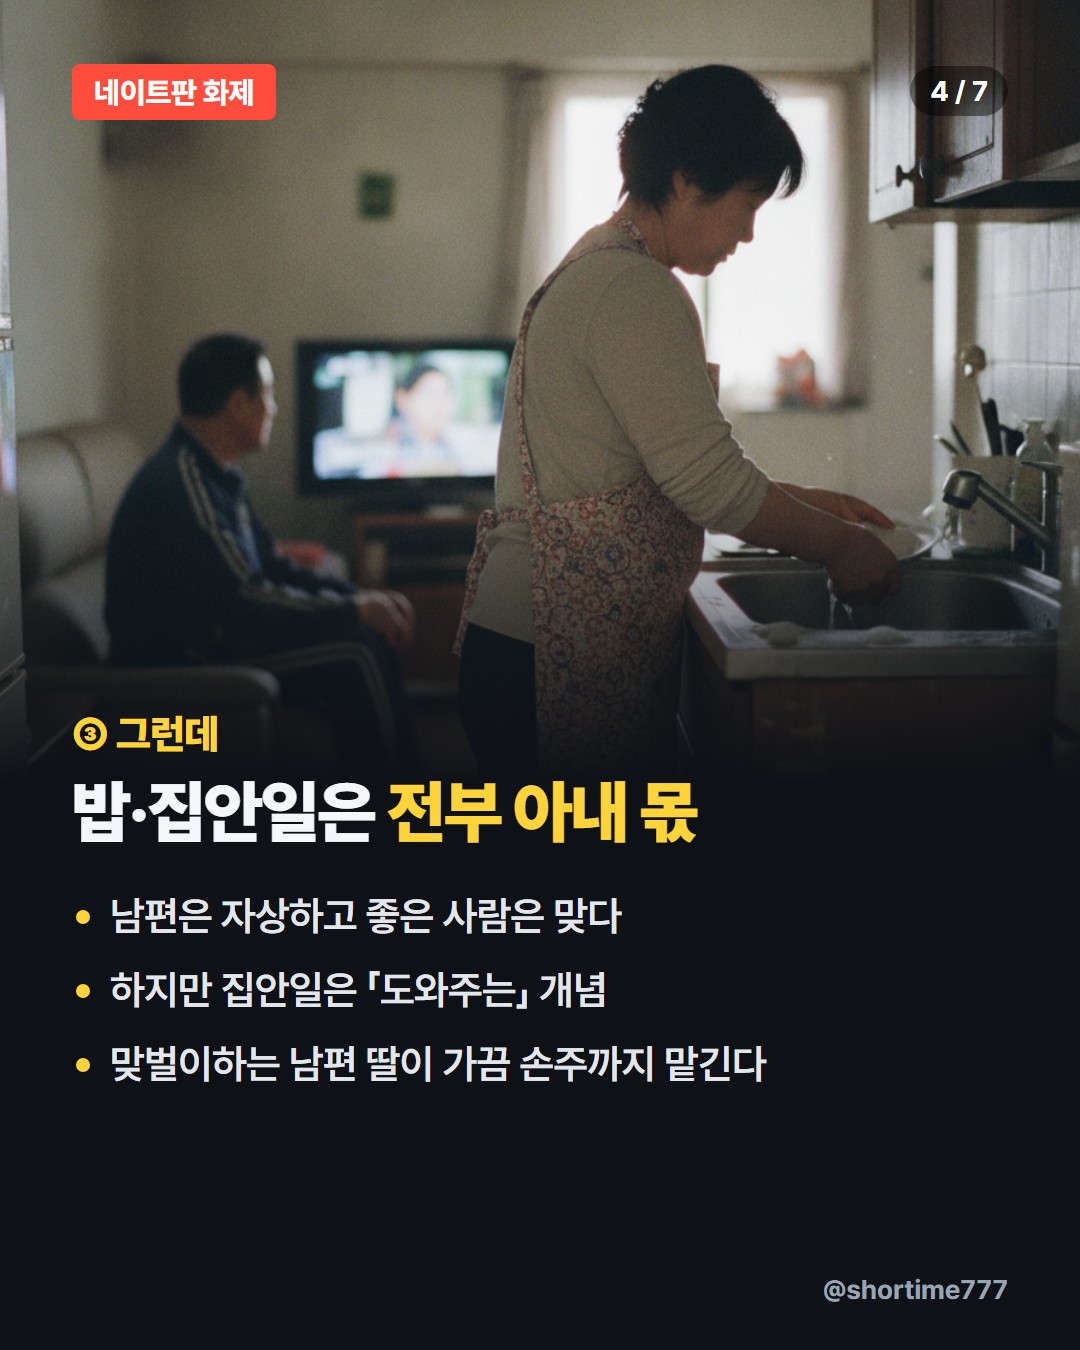 네이트판 화제
4 / 7
③ 그런데
밥·집안일은 전부 아내 몫
• 남편은 자상하고 좋은 사람은 맞다
• 하지만 집안일은 「도와주는」 개념
• 맞벌이하는 남편 딸이 가끔 손주까지 맡긴다
@shortime777